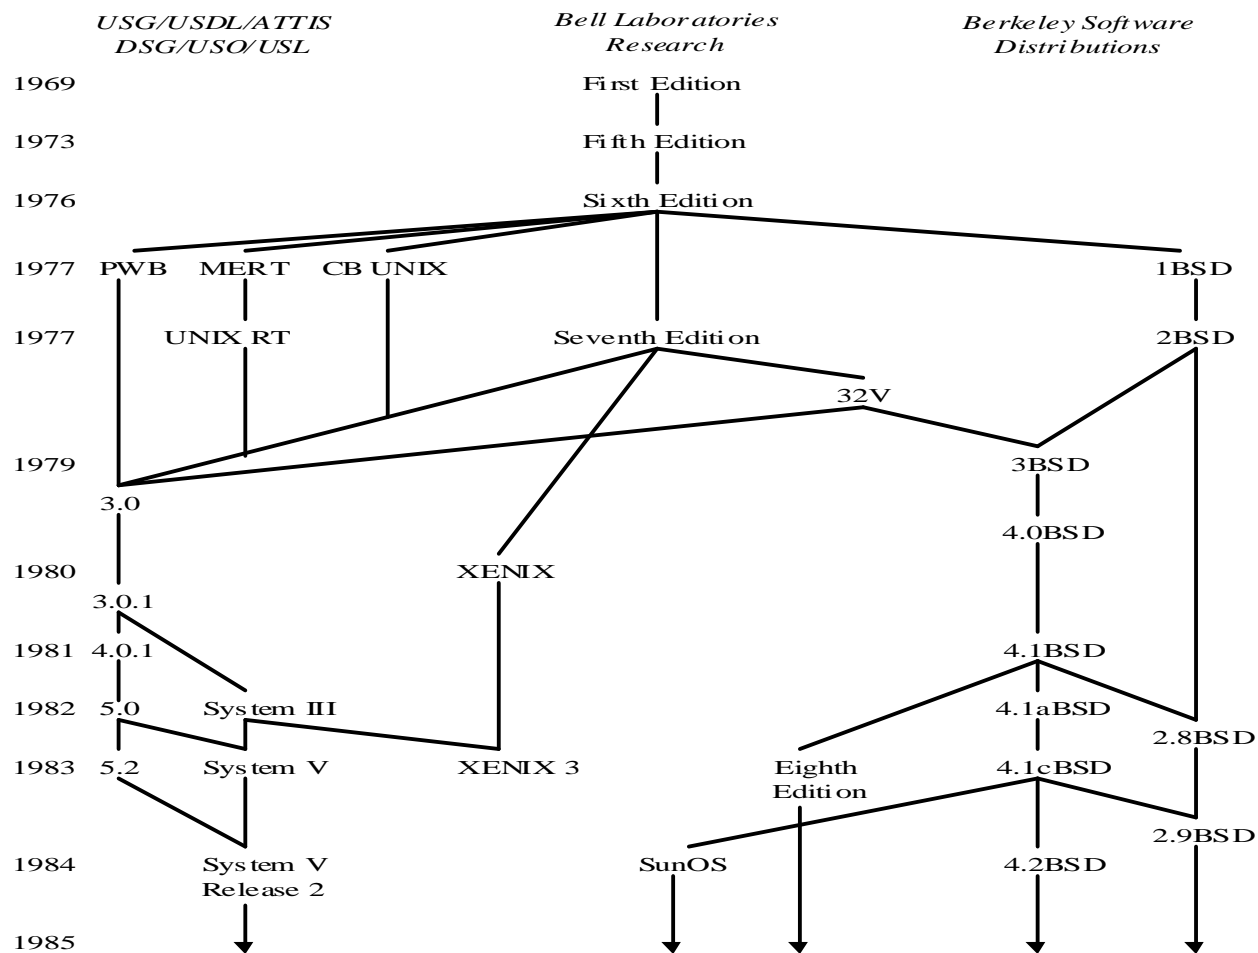 USG/USDL/ATTIS
DSG/USO/USL
Bell Laboratories
Research
Berkeley Software
Distributions
1969
First Edition
1973
Fifth Edition
1976
Sixth Edition
1977
PWB
MERT
CB UNIX
1BSD
1977
UNIX RT
Seventh Edition
2BSD
32V
1979
3BSD
3.0
4.0BSD
1980
XENIX
3.0.1
1981
4.0.1
4.1BSD
1982
5.0
System III
4.1aBSD
2.8BSD
1983
5.2
System V
XENIX 3
Eighth
Edition
4.1cBSD
2.9BSD
1984
System V
Release 2
SunOS
4.2BSD
1985